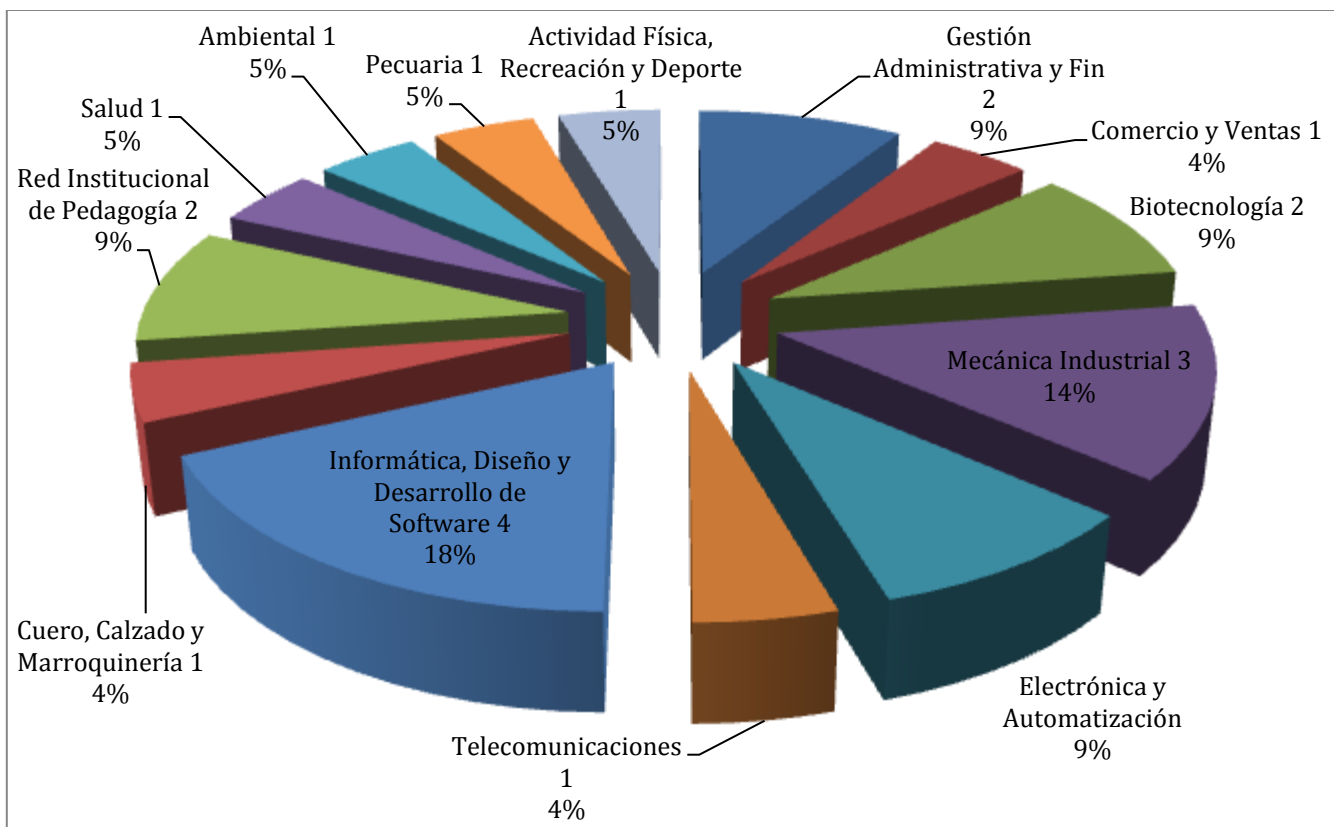 Ambiental 1
5%
Pecuaria 1
5%
Actividad Física,
Recreación y Deporte
1
5%
Gestión
Administrativa y Fin
2
9%
Comercio y Ventas 1
4%
Biotecnología 2
9%
Mecánica Industrial 3
14%
Electrónica y
Automatización
9%
Telecomunicaciones
1
4%
Informática, Diseño y
Desarrollo de
Software 4
18%
Cuero, Calzado y
Marroquinería 1
4%
Red Institucional
de Pedagogía 2
9%
Salud 1
5%